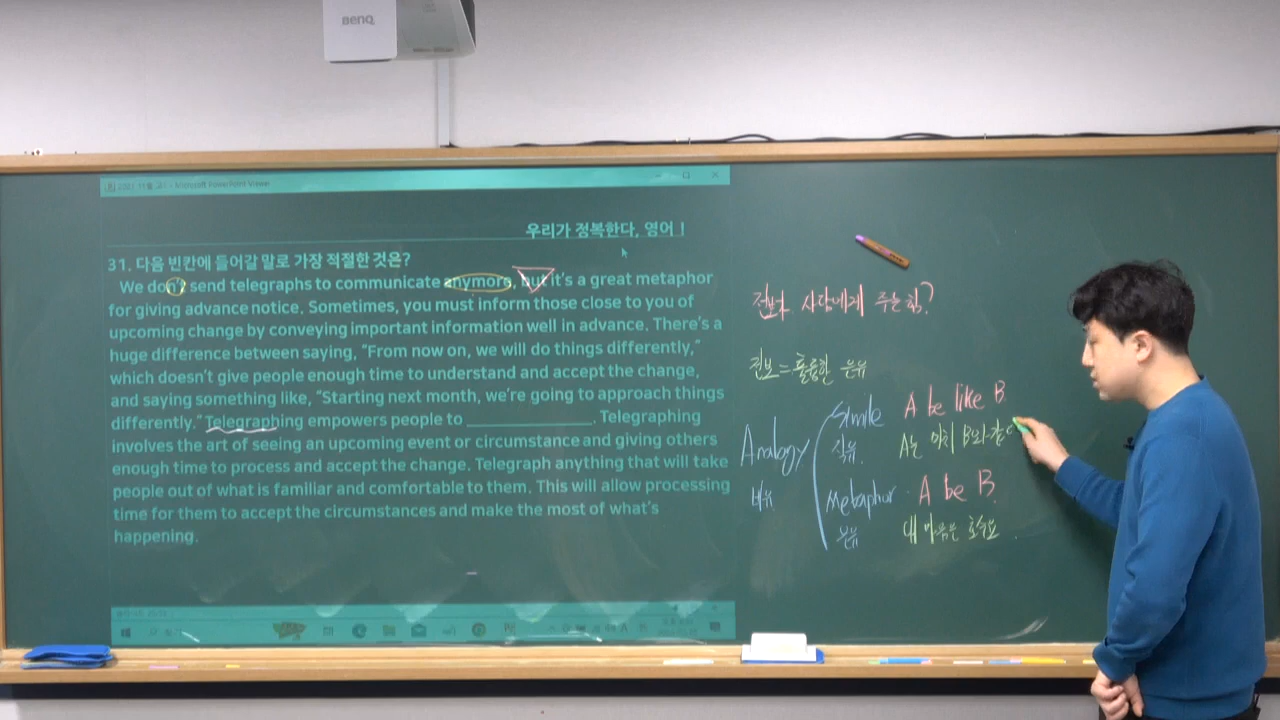 BENQ
Microsoft PowerPoint Viewer
우리가 정복한다, 영어 !
31. 다음 빈칸에 들어갈 말로 가장 적절한 것은?
We don't send telegraphs to communicate anymore, but it's a great metaphor
for giving advance notice. Sometimes, you must inform those close to you of
upcoming change by conveying important information well in advance. There's a
huge difference between saying, "From now on, we will do things differently,"
which doesn't give people enough time to understand and accept the change,
and saying something like, "Starting next month, we're going to approach things
differently." Telegraphing empowers people to ____________. Telegraphing
involves the art of seeing an upcoming event or circumstance and giving others
enough time to process and accept the change. Telegraph anything that will take
people out of what is familiar and comfortable to them. This will allow processing
time for them to accept the circumstances and make the most of what's
happening.
전보가 사람에게 주는 힘?
전보=훌륭한 은유
Analogy
비유
Simile
직유
A be like B
A는 마치 B와 같
Metaphor
은유
A be B
내 마음은 호수요